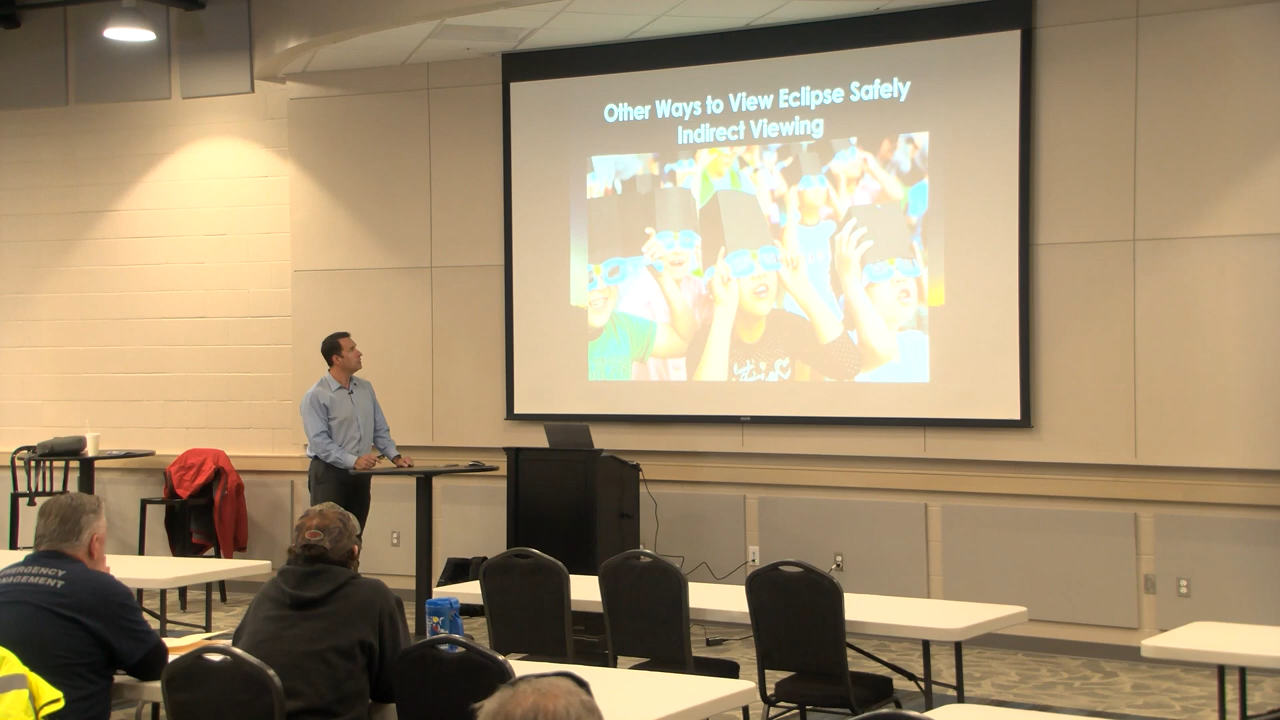 Other Ways to View Eclipse Safely
Indirect Viewing
EMERGENCY
MANAGEMENT